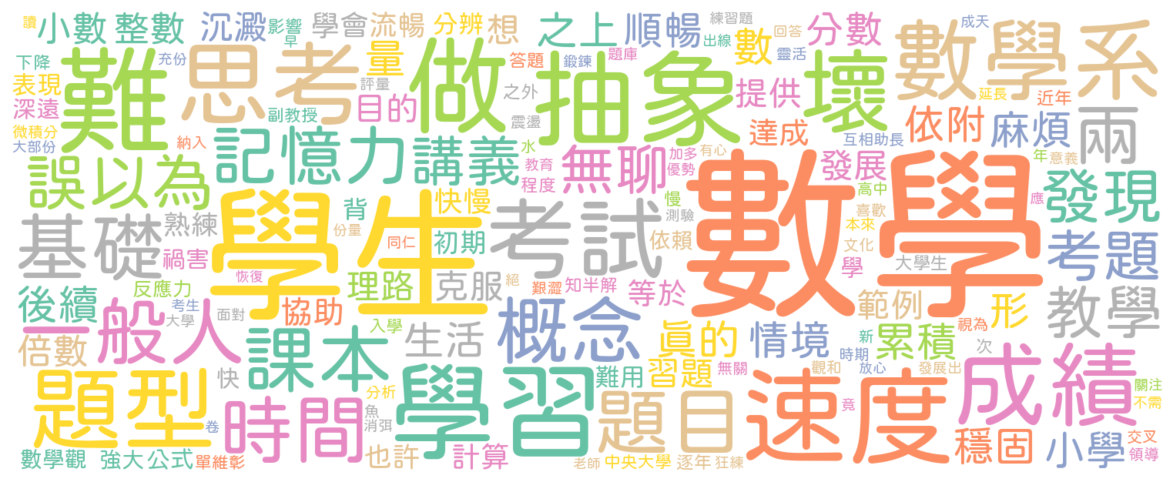 小數 整數 沉澱 影響 早 學會 流暢 分辨 想 之上 順暢 練習題 出線 數 回答 靈活 分數 成天 數學系
讀 下降 充份 難 思考 量 做 答題 鍛鍊 題庫 抽象 壞 延長
表現 深遠 評量 目的 之外 提供 近年
微積分 大部份 納入 副教授 震盪 達成 互相助長 依附 麻煩 兩
誤以為 記憶力 講義 水 教育 程度 無聊 加多 優勢 有心 發展 高中 年 意義
基礎 熟練 學生 背 快慢 考試 慢 測驗 數學 喜歡 本來 應 發現
禍害 份量 同仁 初期 依賴 文化 學 大學生 考題
反應力 恢復 理路 克服 絕 艱澀 知半解 等於 範例 形 教學
後續 一般人 考生 大學 面對 協助 入學 生活 概念 真的 情境 新 累積 視為 次
倍數 快 課本 難用 習題 無關 觀和 時期 放心 發展出 成績 關注 不需
題型 卷 時間 分析 魚 消弭 學習 題目 速度 竟 穩固 小學 交叉 領導
數學觀 強大 公式 單維彰 也許 計算 老師 中央大學 逐年 狂練